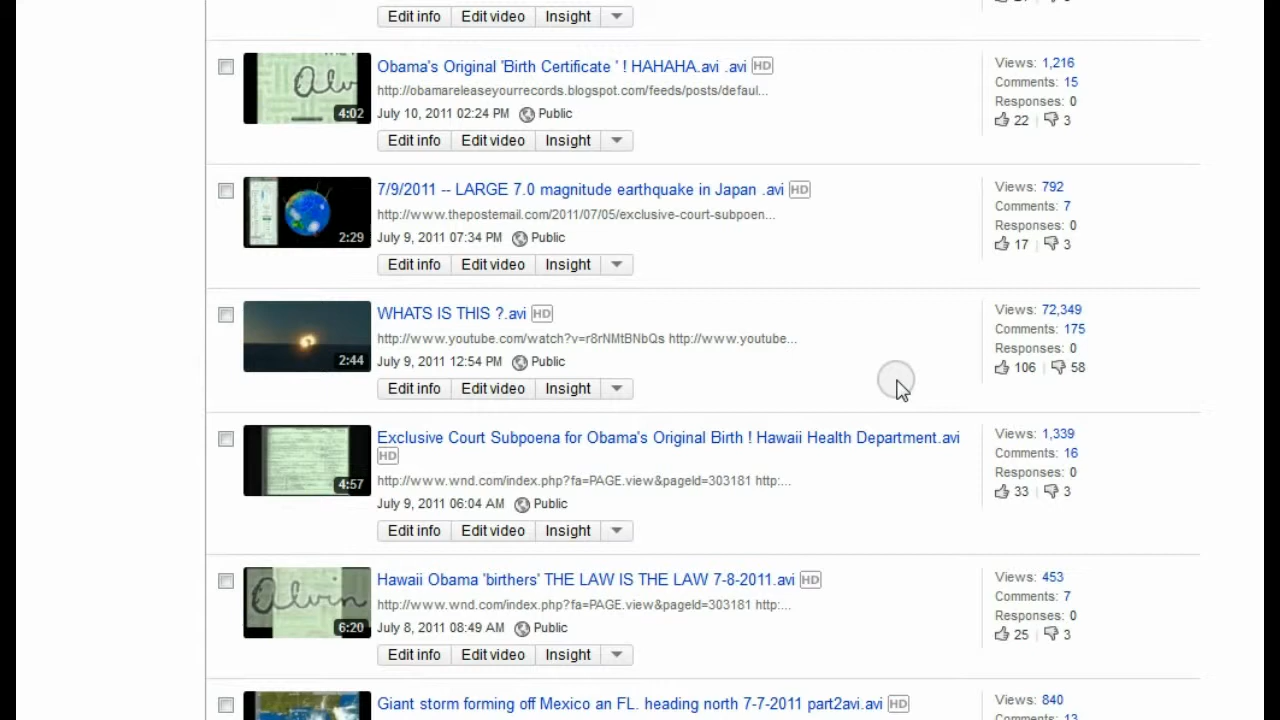 Edit info Edit video Insight
Obama's Original 'Birth Certificate ' ! HAHAHA.avi .avi HD
http://obamareleaseyourrecords.blogspot.com/feeds/posts/defaul...
July 10, 2011 02:24 PM Public
4:02
Edit info Edit video Insight
Views: 1,216
Comments: 15
Responses: 0
22 3
7/9/2011 -- LARGE 7.0 magnitude earthquake in Japan .avi HD
http://www.thepostemail.com/2011/07/05/exclusive-court-subpoen...
2:29
July 9, 2011 07:34 PM Public
Edit info Edit video Insight
Views: 792
Comments: 7
Responses: 0
17 3
WHATS IS THIS ?.avi HD
http://www.youtube.com/watch?v=r8rNMtBNbQs http://www.youtube...
2:44
July 9, 2011 12:54 PM Public
Edit info Edit video Insight
Views: 72,349
Comments: 175
Responses: 0
106 58
Exclusive Court Subpoena for Obama's Original Birth ! Hawaii Health Department.avi
HD
http://www.wnd.com/index.php?fa=PAGE.view&pageId=303181 http:...
4:57
July 9, 2011 06:04 AM Public
Edit info Edit video Insight
Views: 1,339
Comments: 16
Responses: 0
33 3
Hawaii Obama 'birthers' THE LAW IS THE LAW 7-8-2011.avi HD
http://www.wnd.com/index.php?fa=PAGE.view&pageId=303181 http:...
Alvin
6:20
July 8, 2011 08:49 AM Public
Edit info Edit video Insight
Views: 453
Comments: 7
Responses: 0
25 3
Giant storm forming off Mexico an FL. heading north 7-7-2011 part2avi.avi HD
Views: 840
Comments: 13